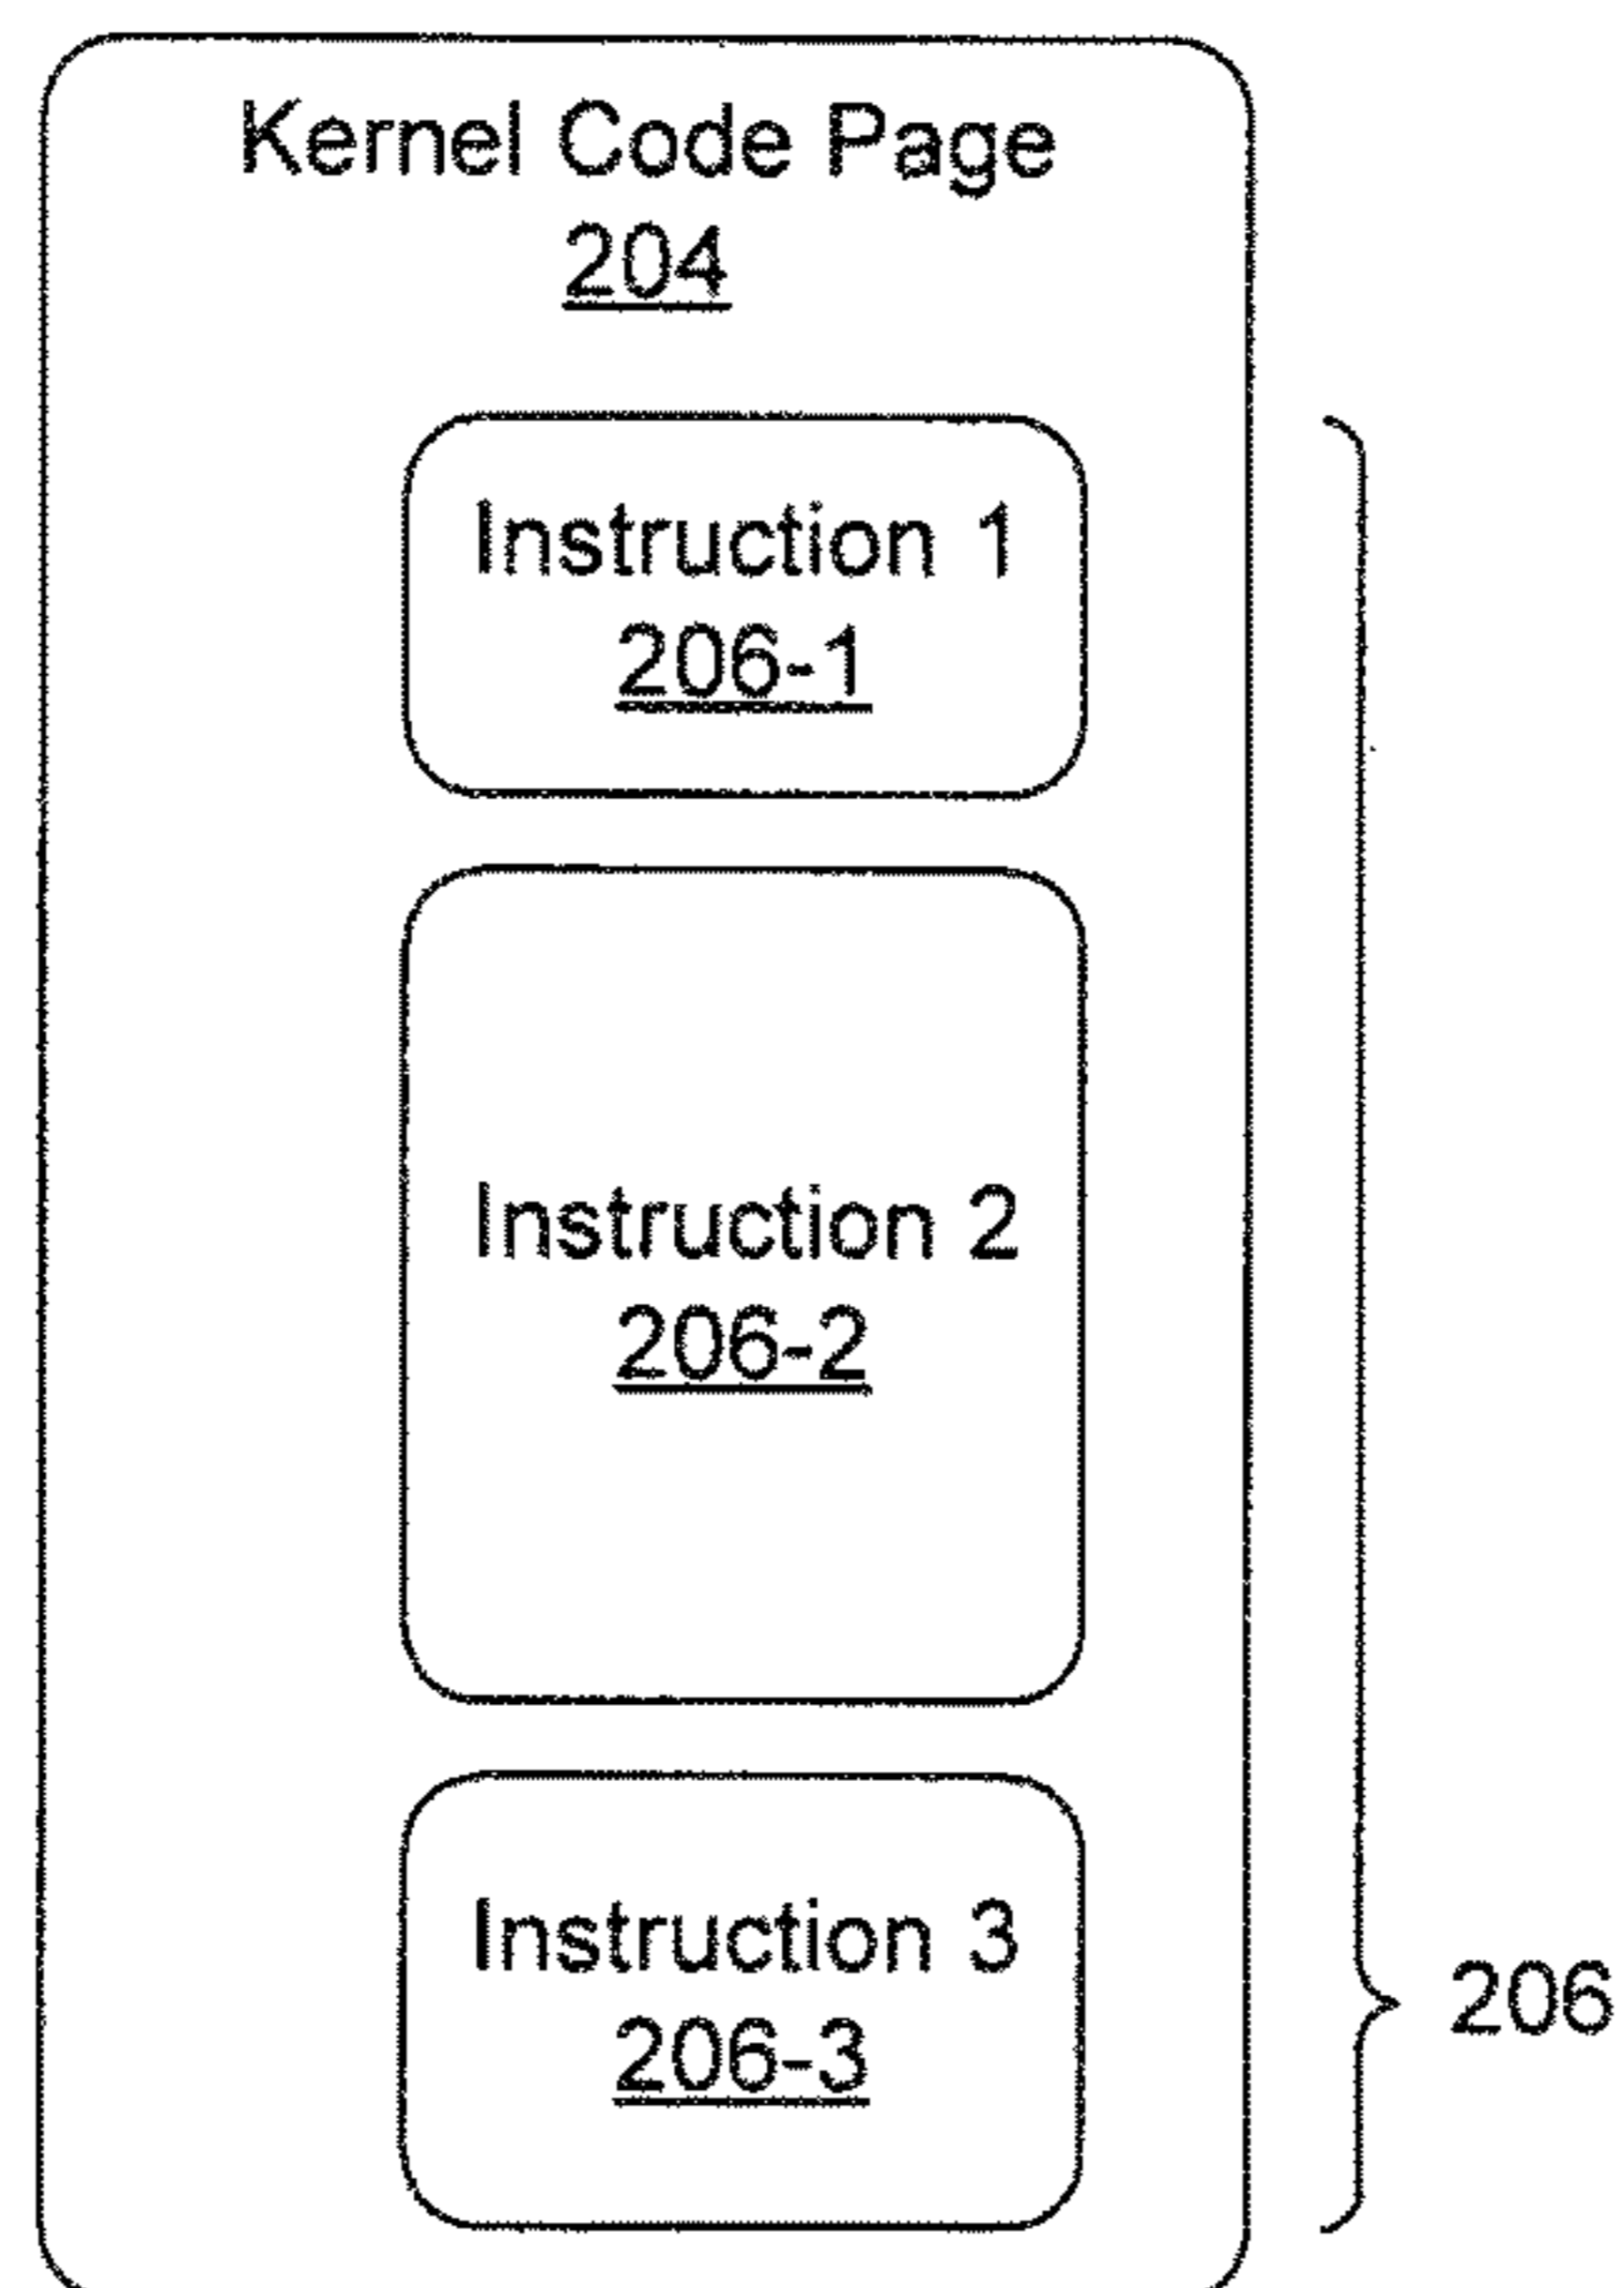 Kernel Code Page
204
Instruction 1
206-1
Instruction 2
206-2
Instruction 3
206-3
206